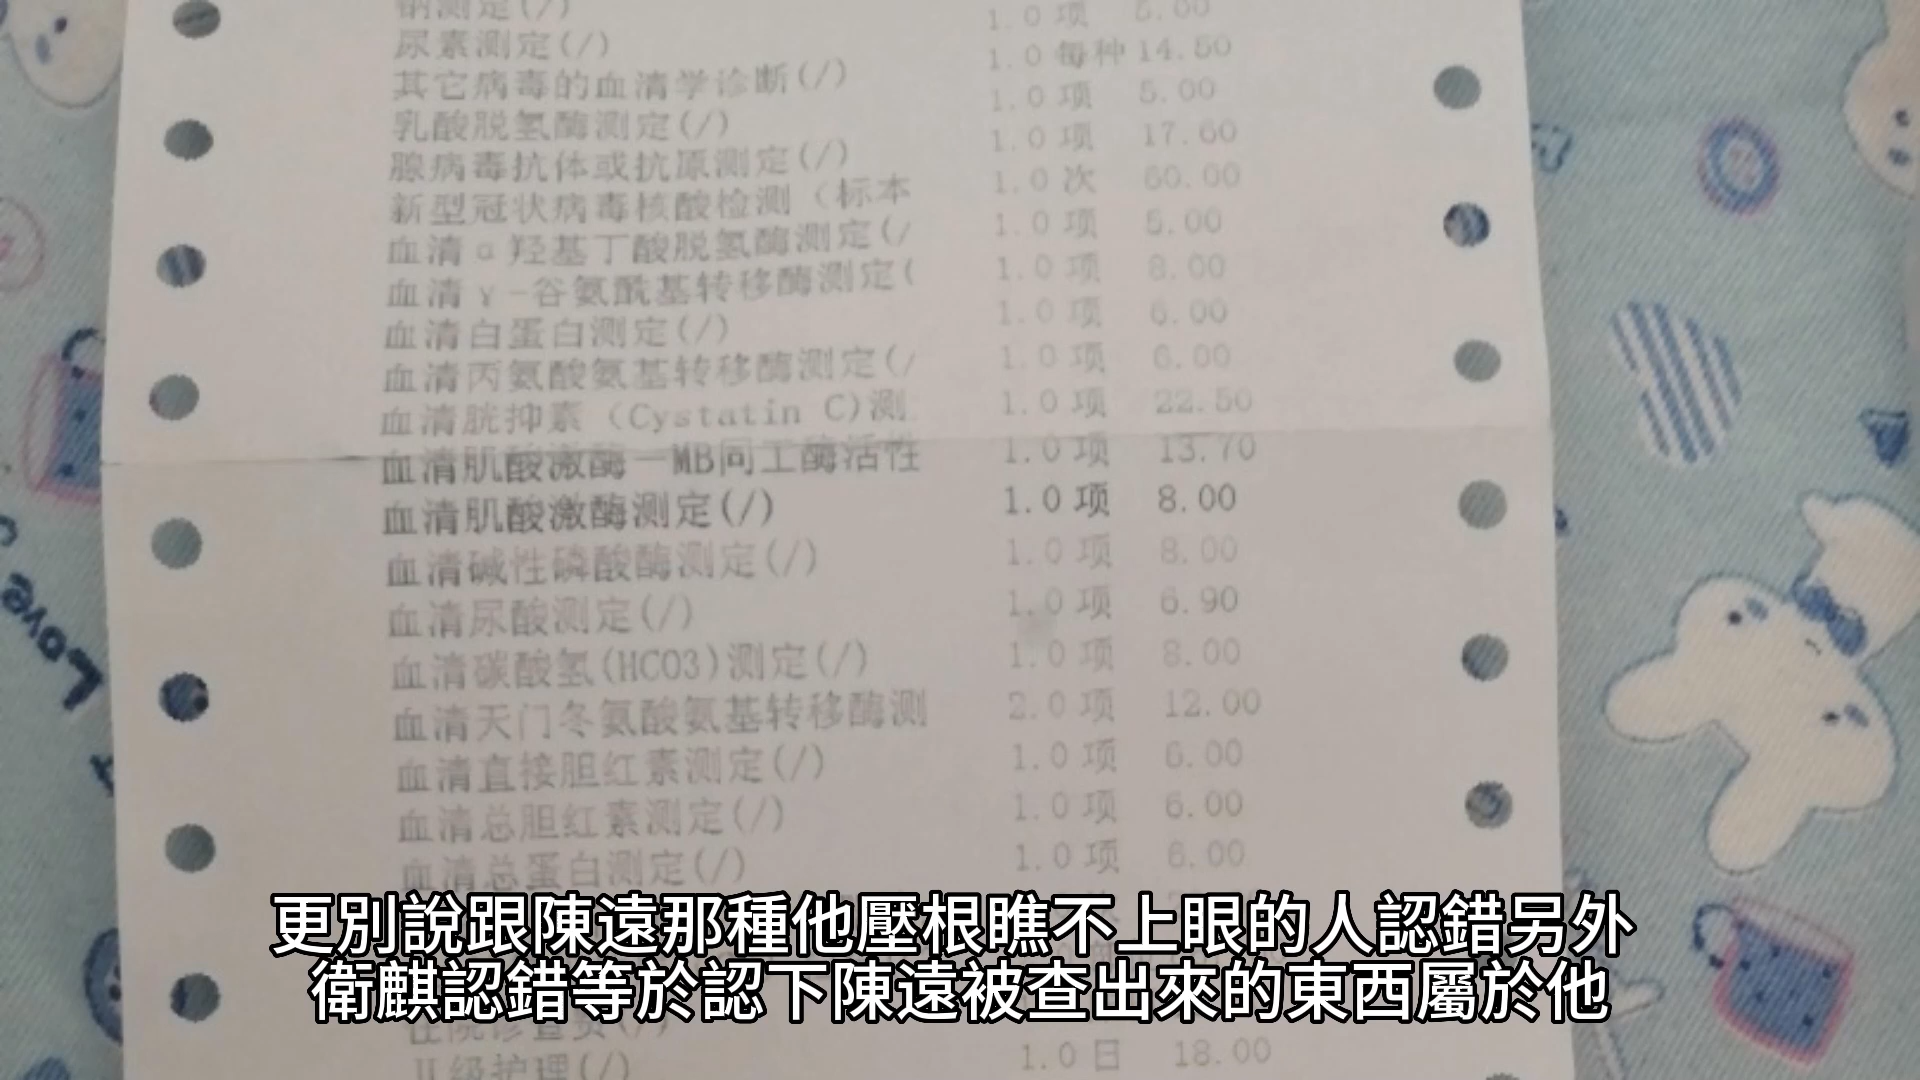 钠测定(/) 1.0 项 5.00
尿素测定(/) 1.0 每种 14.50
其它病毒的血清学诊断(/) 1.0 项 5.00
乳酸脱氢酶测定(/) 1.0 项 17.60
腺病毒抗体或抗原测定(/) 1.0 次 60.00
新型冠状病毒核酸检测（标本 1.0 项 5.00
血清α羟基丁酸脱氢酶测定(/ 1.0 项 8.00
血清γ-谷氨酰基转移酶测定( 1.0 项 6.00
血清白蛋白测定(/) 1.0 项 6.00
血清丙氨酸氨基转移酶测定(/ 1.0 项 22.50
血清胱抑素（Cystatin C)测 1.0 项 13.70
血清肌酸激酶—MB同工酶活性 1.0 项 8.00
血清肌酸激酶测定(/) 1.0 项 8.00
血清碱性磷酸酶测定(/) 1.0 项 6.90
血清尿酸测定(/) 1.0 项 8.00
血清碳酸氢(HCO3)测定(/) 2.0 项 12.00
血清天门冬氨酸氨基转移酶测 1.0 项 6.00
血清直接胆红素测定(/) 1.0 项 6.00
血清总胆红素测定(/) 1.0 项 6.00
血清总蛋白测定(/)
更別說跟陳遠那種他壓根瞧不上眼的人認錯另外
衛麒認錯等於認下陳遠被查出來的東西屬於他
II级护理(/) 1.0 日 18.00
Love